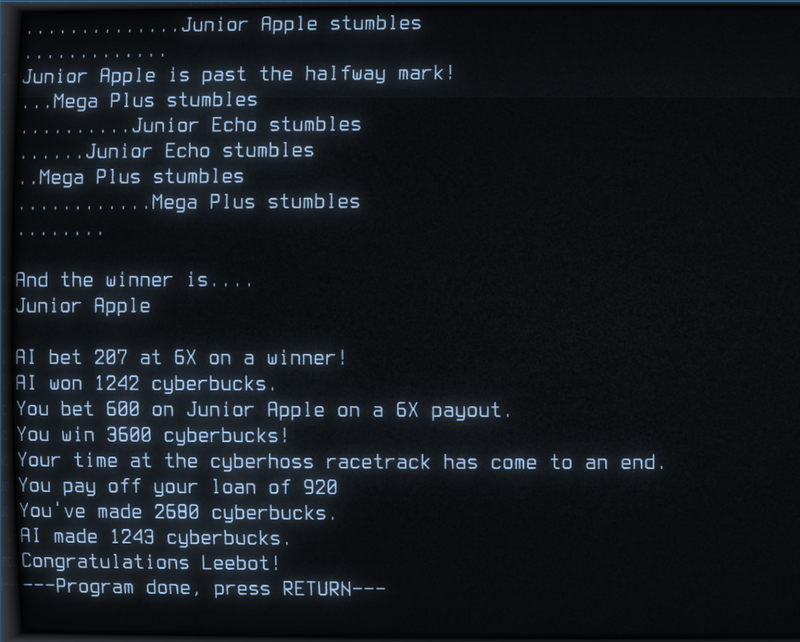 ..............Junior Apple stumbles
.............
Junior Apple is past the halfway mark!
...Mega Plus stumbles
..........Junior Echo stumbles
......Junior Echo stumbles
..Mega Plus stumbles
............Mega Plus stumbles
........
And the winner is....
Junior Apple
AI bet 207 at 6X on a winner!
AI won 1242 cyberbucks.
You bet 600 on Junior Apple on a 6X payout.
You win 3600 cyberbucks!
Your time at the cyberhoss racetrack has come to an end.
You pay off your loan of 920
You've made 2680 cyberbucks.
AI made 1243 cyberbucks.
Congratulations Leebot!
---Program done, press RETURN---